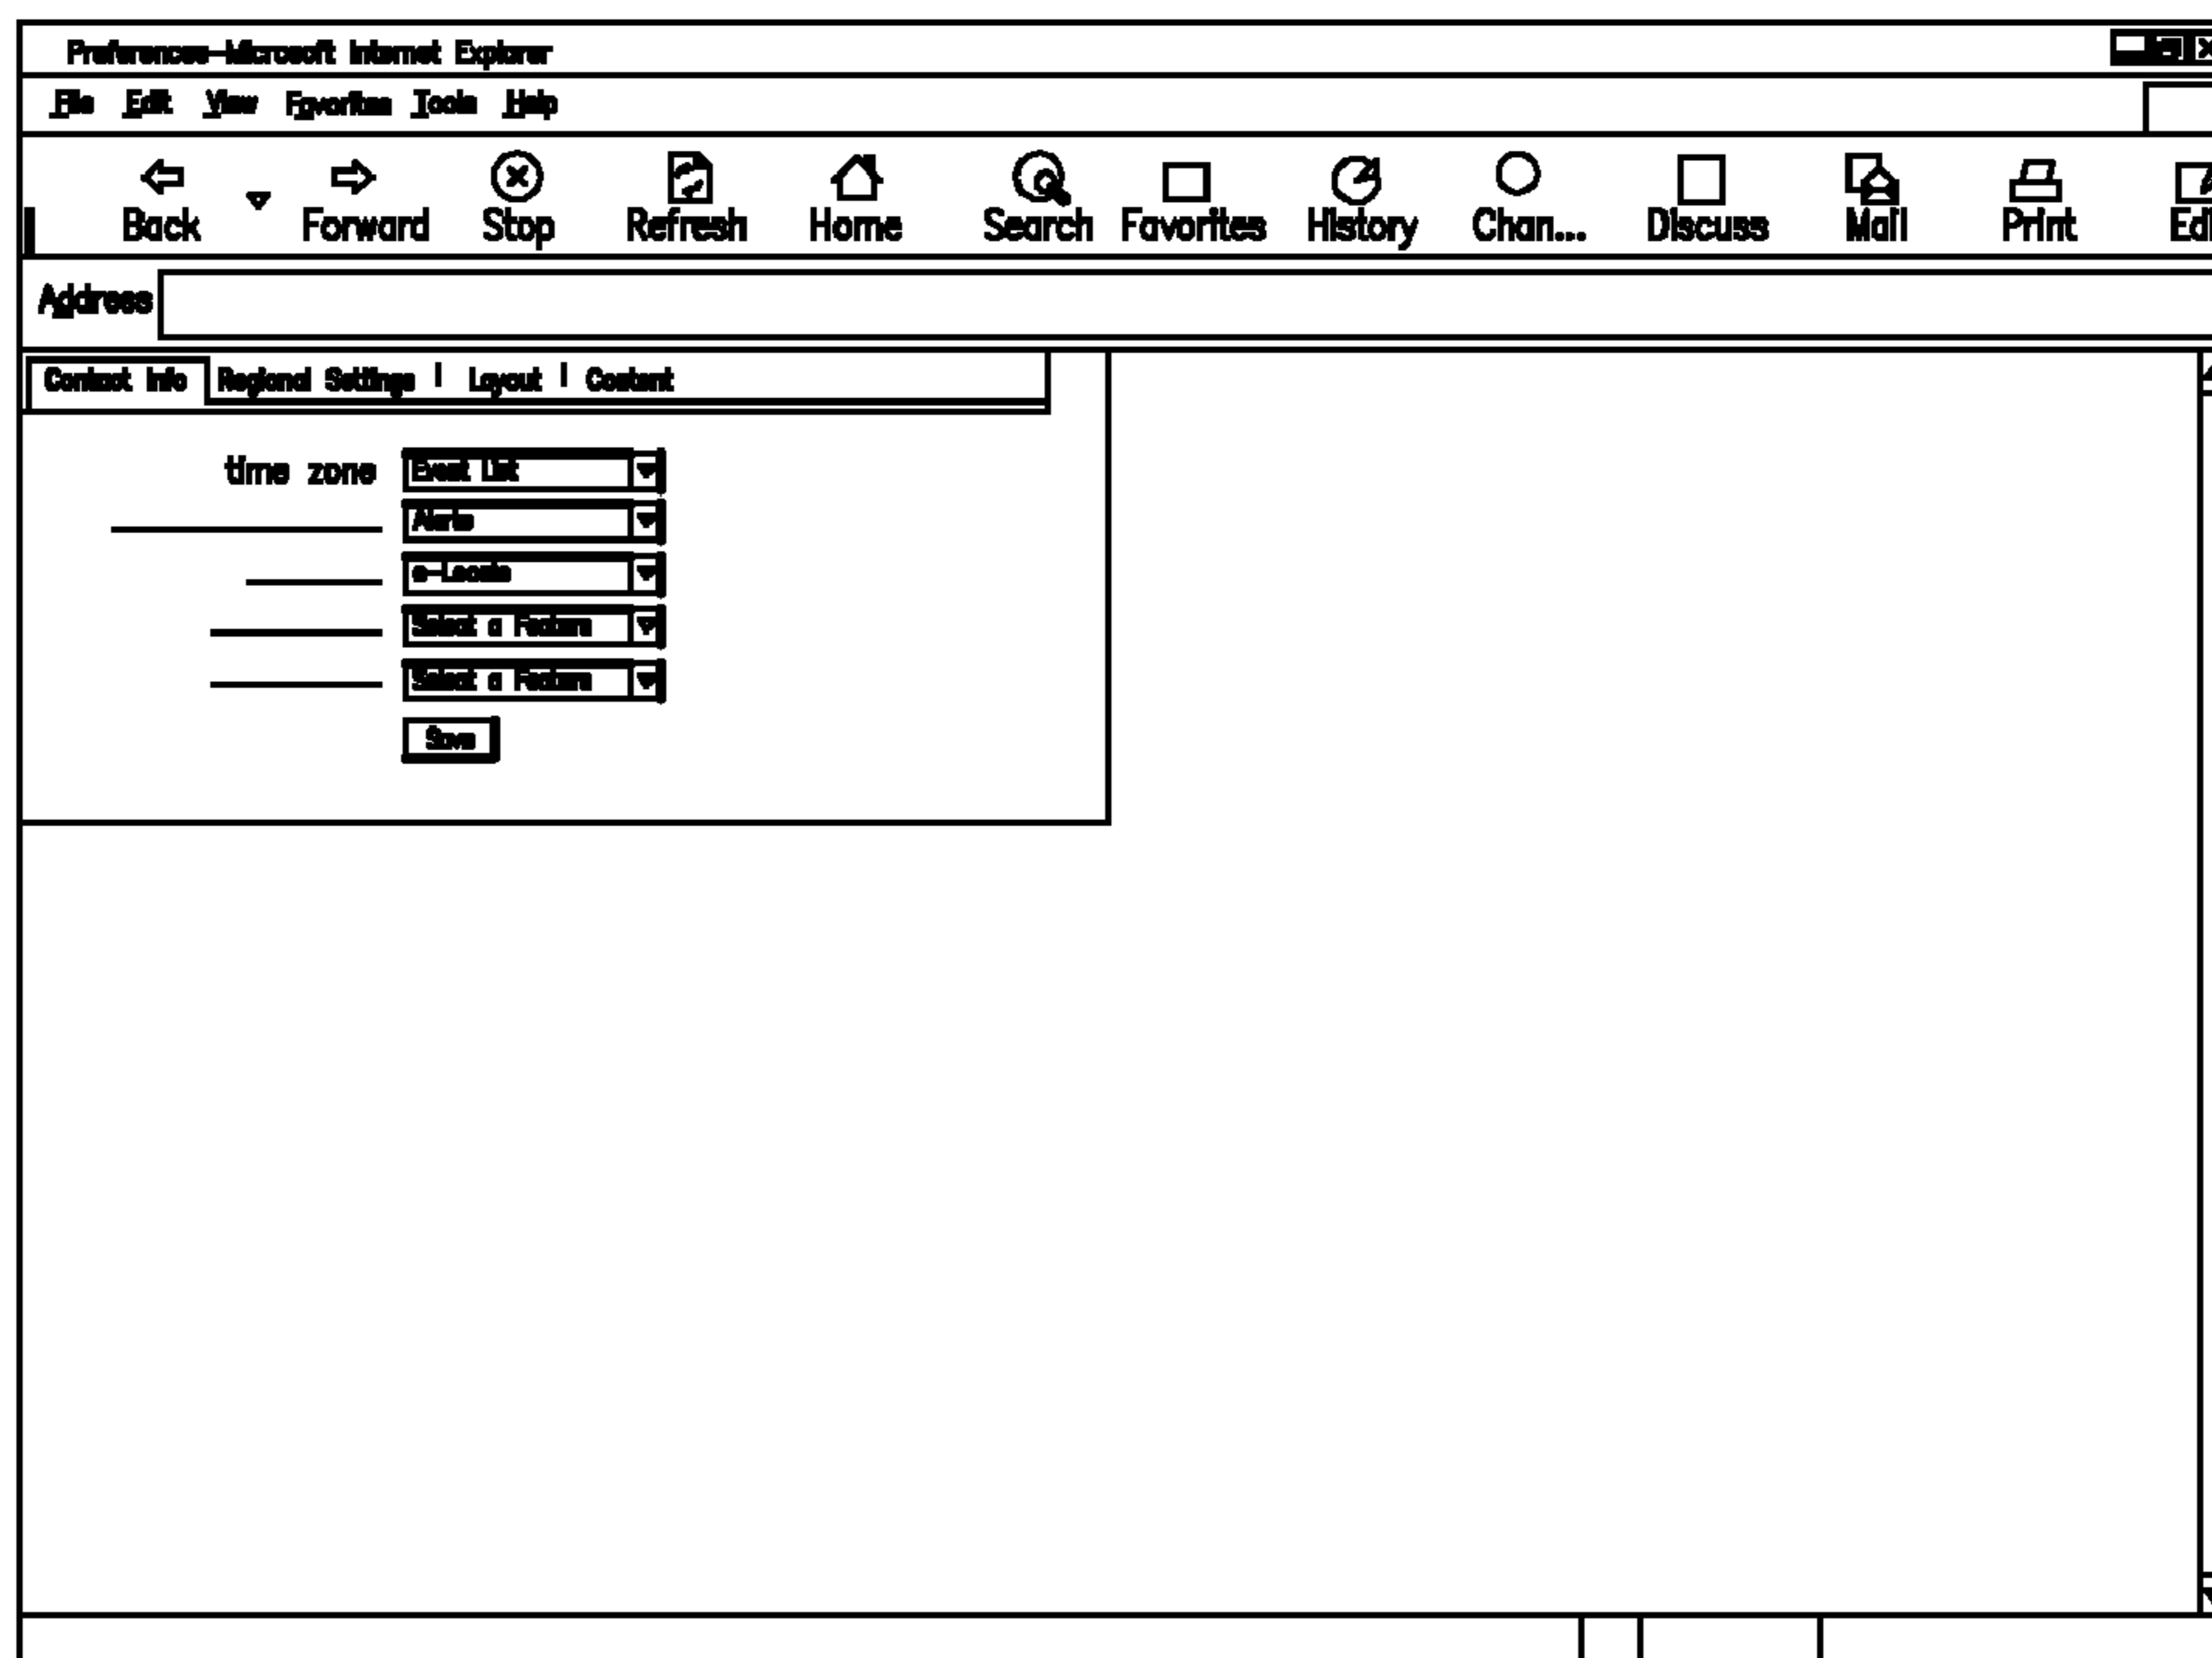 Preferences—Microsoft Internet Explorer
File Edit View Favorites Tools Help
Back Forward Stop Refresh Home Search Favorites History Chan... Discuss Mail Print
Address
Contact Info Regional Settings | Layout | Content
time zone Event List
Alerts
e-Locate
Select a Feature
Select a Feature
Save